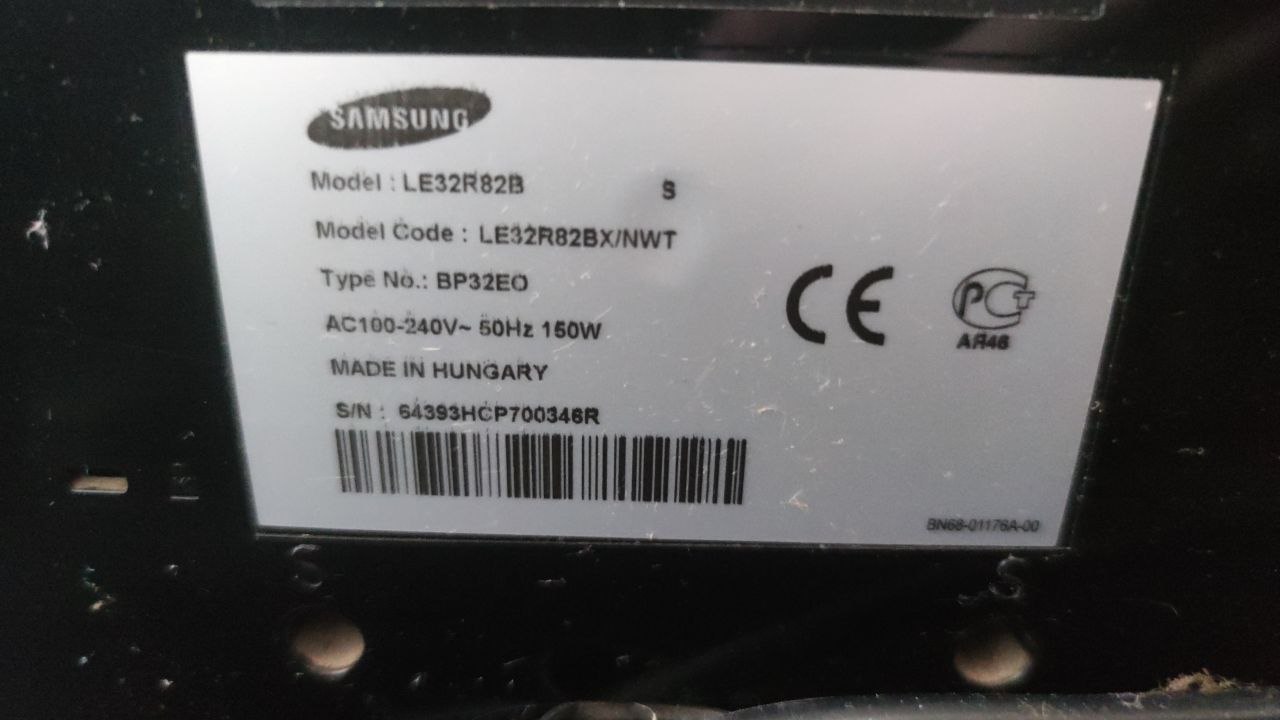 SAMSUNG
Model : LE32R82B S
Model Code : LE32R82BX/NWT
Type No.: BP32EO
AC100-240V~ 50Hz 150W
MADE IN HUNGARY
S/N : 64393HCP700346R
CE
PCT
AR46
BN68-01176A-00
S S